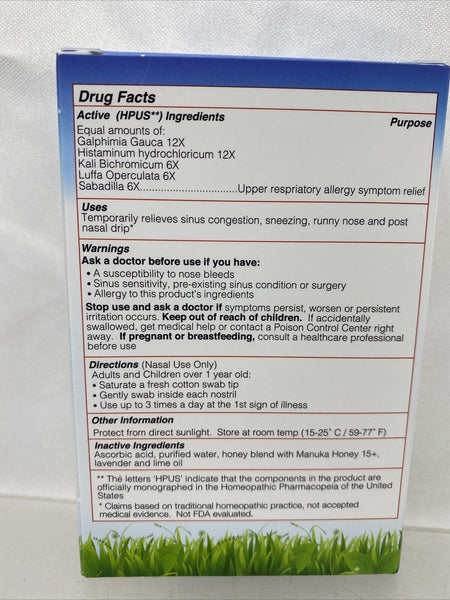 Drug Facts
Active (HPUS**) Ingredients Purpose
Equal amounts of:
Galphimia Gauca 12X
Histaminum hydrochloricum 12X
Kali Bichromicum 6X
Luffa Operculata 6X
Sabadilla 6X..................................Upper respriatory allergy symptom relief
Uses
Temporarily relieves sinus congestion, sneezing, runny nose and post
nasal drip*
Warnings
Ask a doctor before use if you have:
• A susceptibility to nose bleeds
• Sinus sensitivity, pre-existing sinus condition or surgery
• Allergy to this product's ingredients
Stop use and ask a doctor if symptoms persist, worsen or persistent
irritation occurs. Keep out of reach of children. If accidentally
swallowed, get medical help or contact a Poison Control Center right
away. If pregnant or breastfeeding, consult a healthcare professional
before use
Directions (Nasal Use Only)
Adults and Children over 1 year old:
• Saturate a fresh cotton swab tip
• Gently swab inside each nostril
• Use up to 3 times a day at the 1st sign of illness
Other Information
Protect from direct sunlight. Store at room temp (15-25° C / 59-77° F)
Inactive Ingredients
Ascorbic acid, purified water, honey blend with Manuka Honey 15+,
lavender and lime oil
** The letters 'HPUS' indicate that the components in the product are
officially monographed in the Homeopathic Pharmacopeia of the United
States
* Claims based on traditional homeopathic practice, not accepted
medical evidence. Not FDA evaluated.